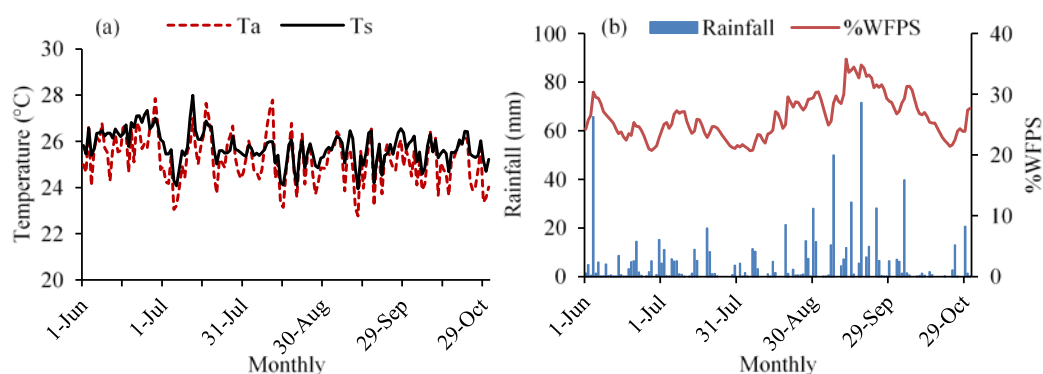 (a) Ta Ts
30
28
26
24
22
20
Temperature (°C)
1-Jun
1-Jul
31-Jul
30-Aug
29-Sep
29-Oct
Monthly
(b) Rainfall %WFPS
100
80
60
40
20
0
Rainfall (mm)
40
30
20
10
0
%WFPS
1-Jun
1-Jul
31-Jul
30-Aug
29-Sep
29-Oct
Monthly